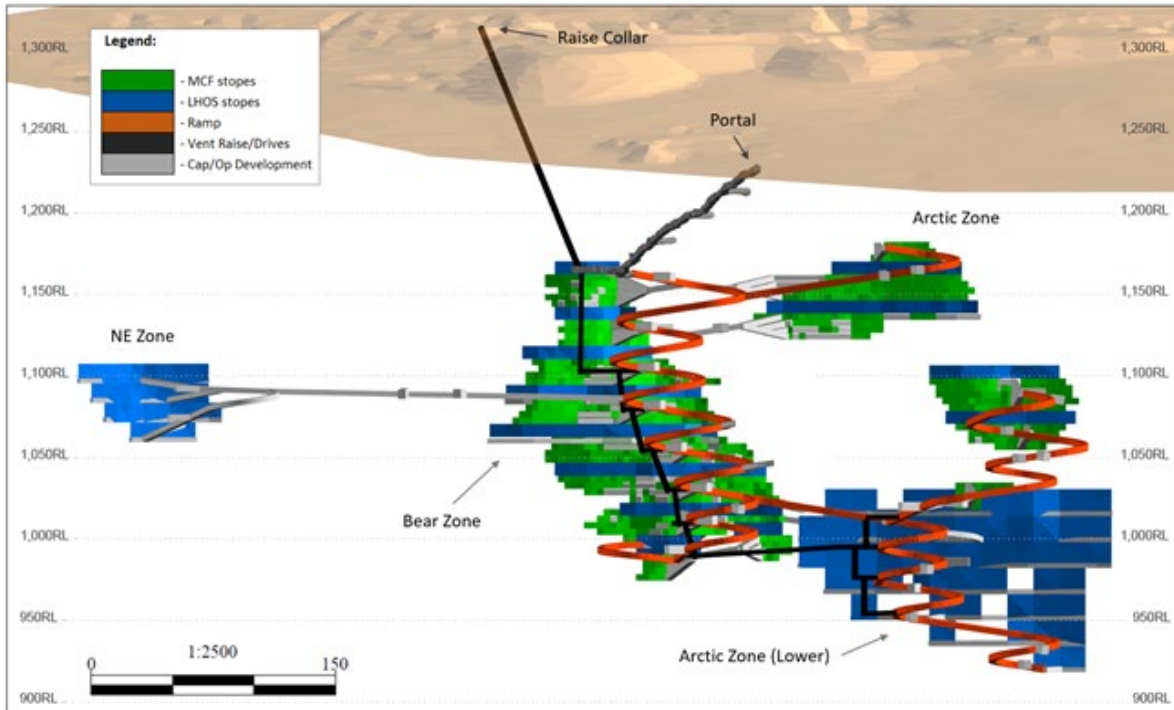 Legend:
- MCF stopes
- LHOS stopes
- Ramp
- Vent Raise/Drives
- Cap/Op Development
Raise Collar
1,300RL
1,300RL
Portal
1,250RL
1,250RL
1,200RL
Arctic Zone
1,200RL
1,150RL
1,150RL
NE Zone
1,100RL
1,100RL
1,050RL
1,050RL
Bear Zone
1,000RL
1,000RL
950RL
950RL
Arctic Zone (Lower)
1:2500
0
150
900RL
900RL